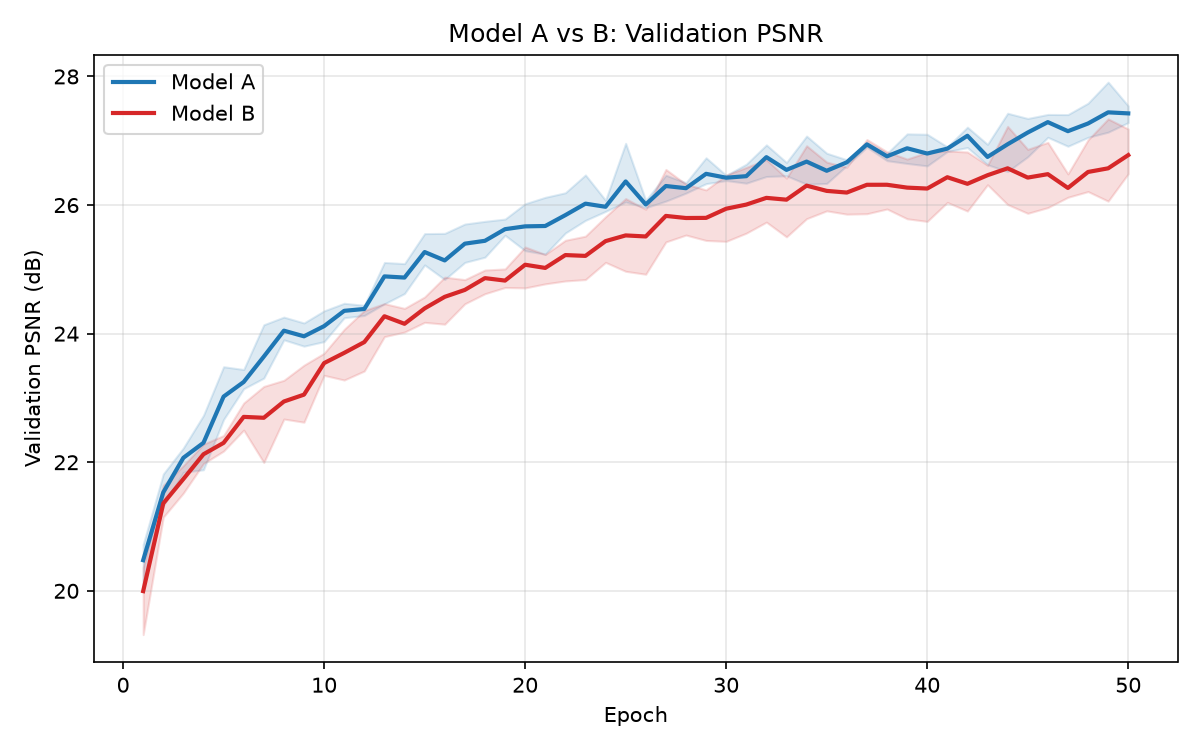 Model A vs B: Validation PSNR
Model A
Model B
Validation PSNR (dB)
28
26
24
22
20
0 10 20 30 40 50
Epoch